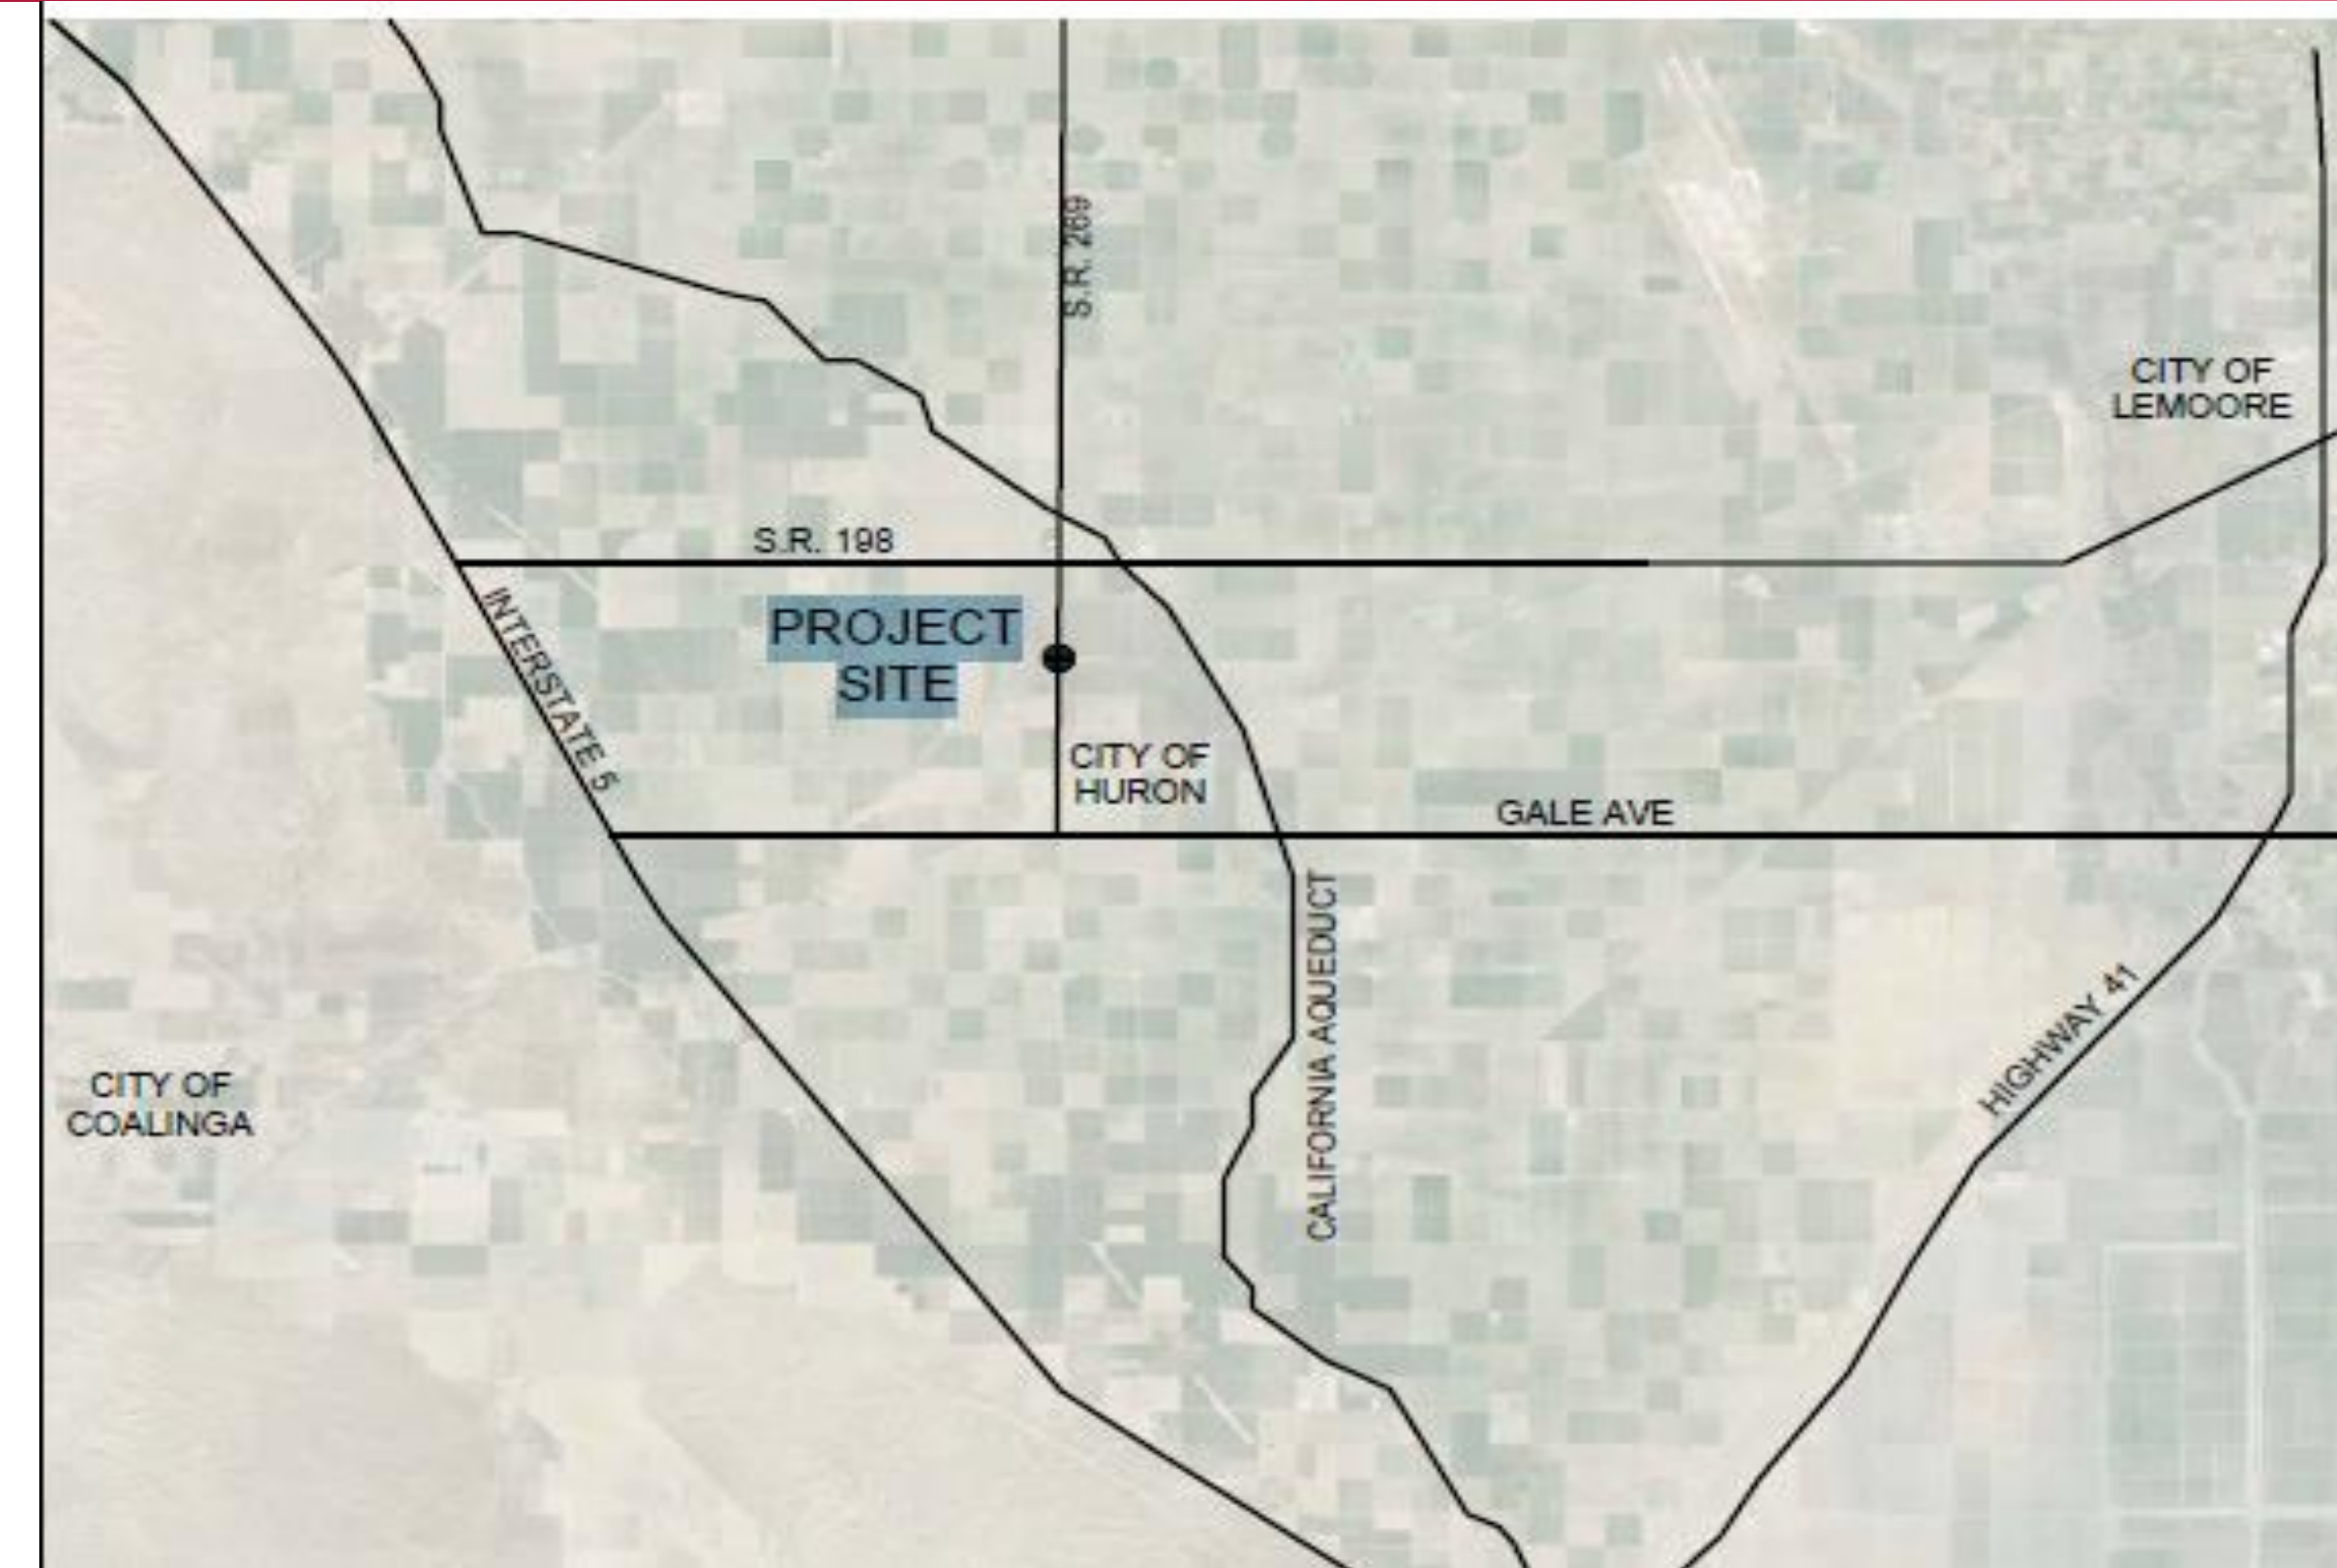 S.R. 269
CITY OF
LEMOORE
S.R. 198
PROJECT
SITE
INTERSTATE 5
CITY OF
HURON
GALE AVE
CALIFORNIA AQUEDUCT
HIGHWAY 41
CITY OF
COALINGA